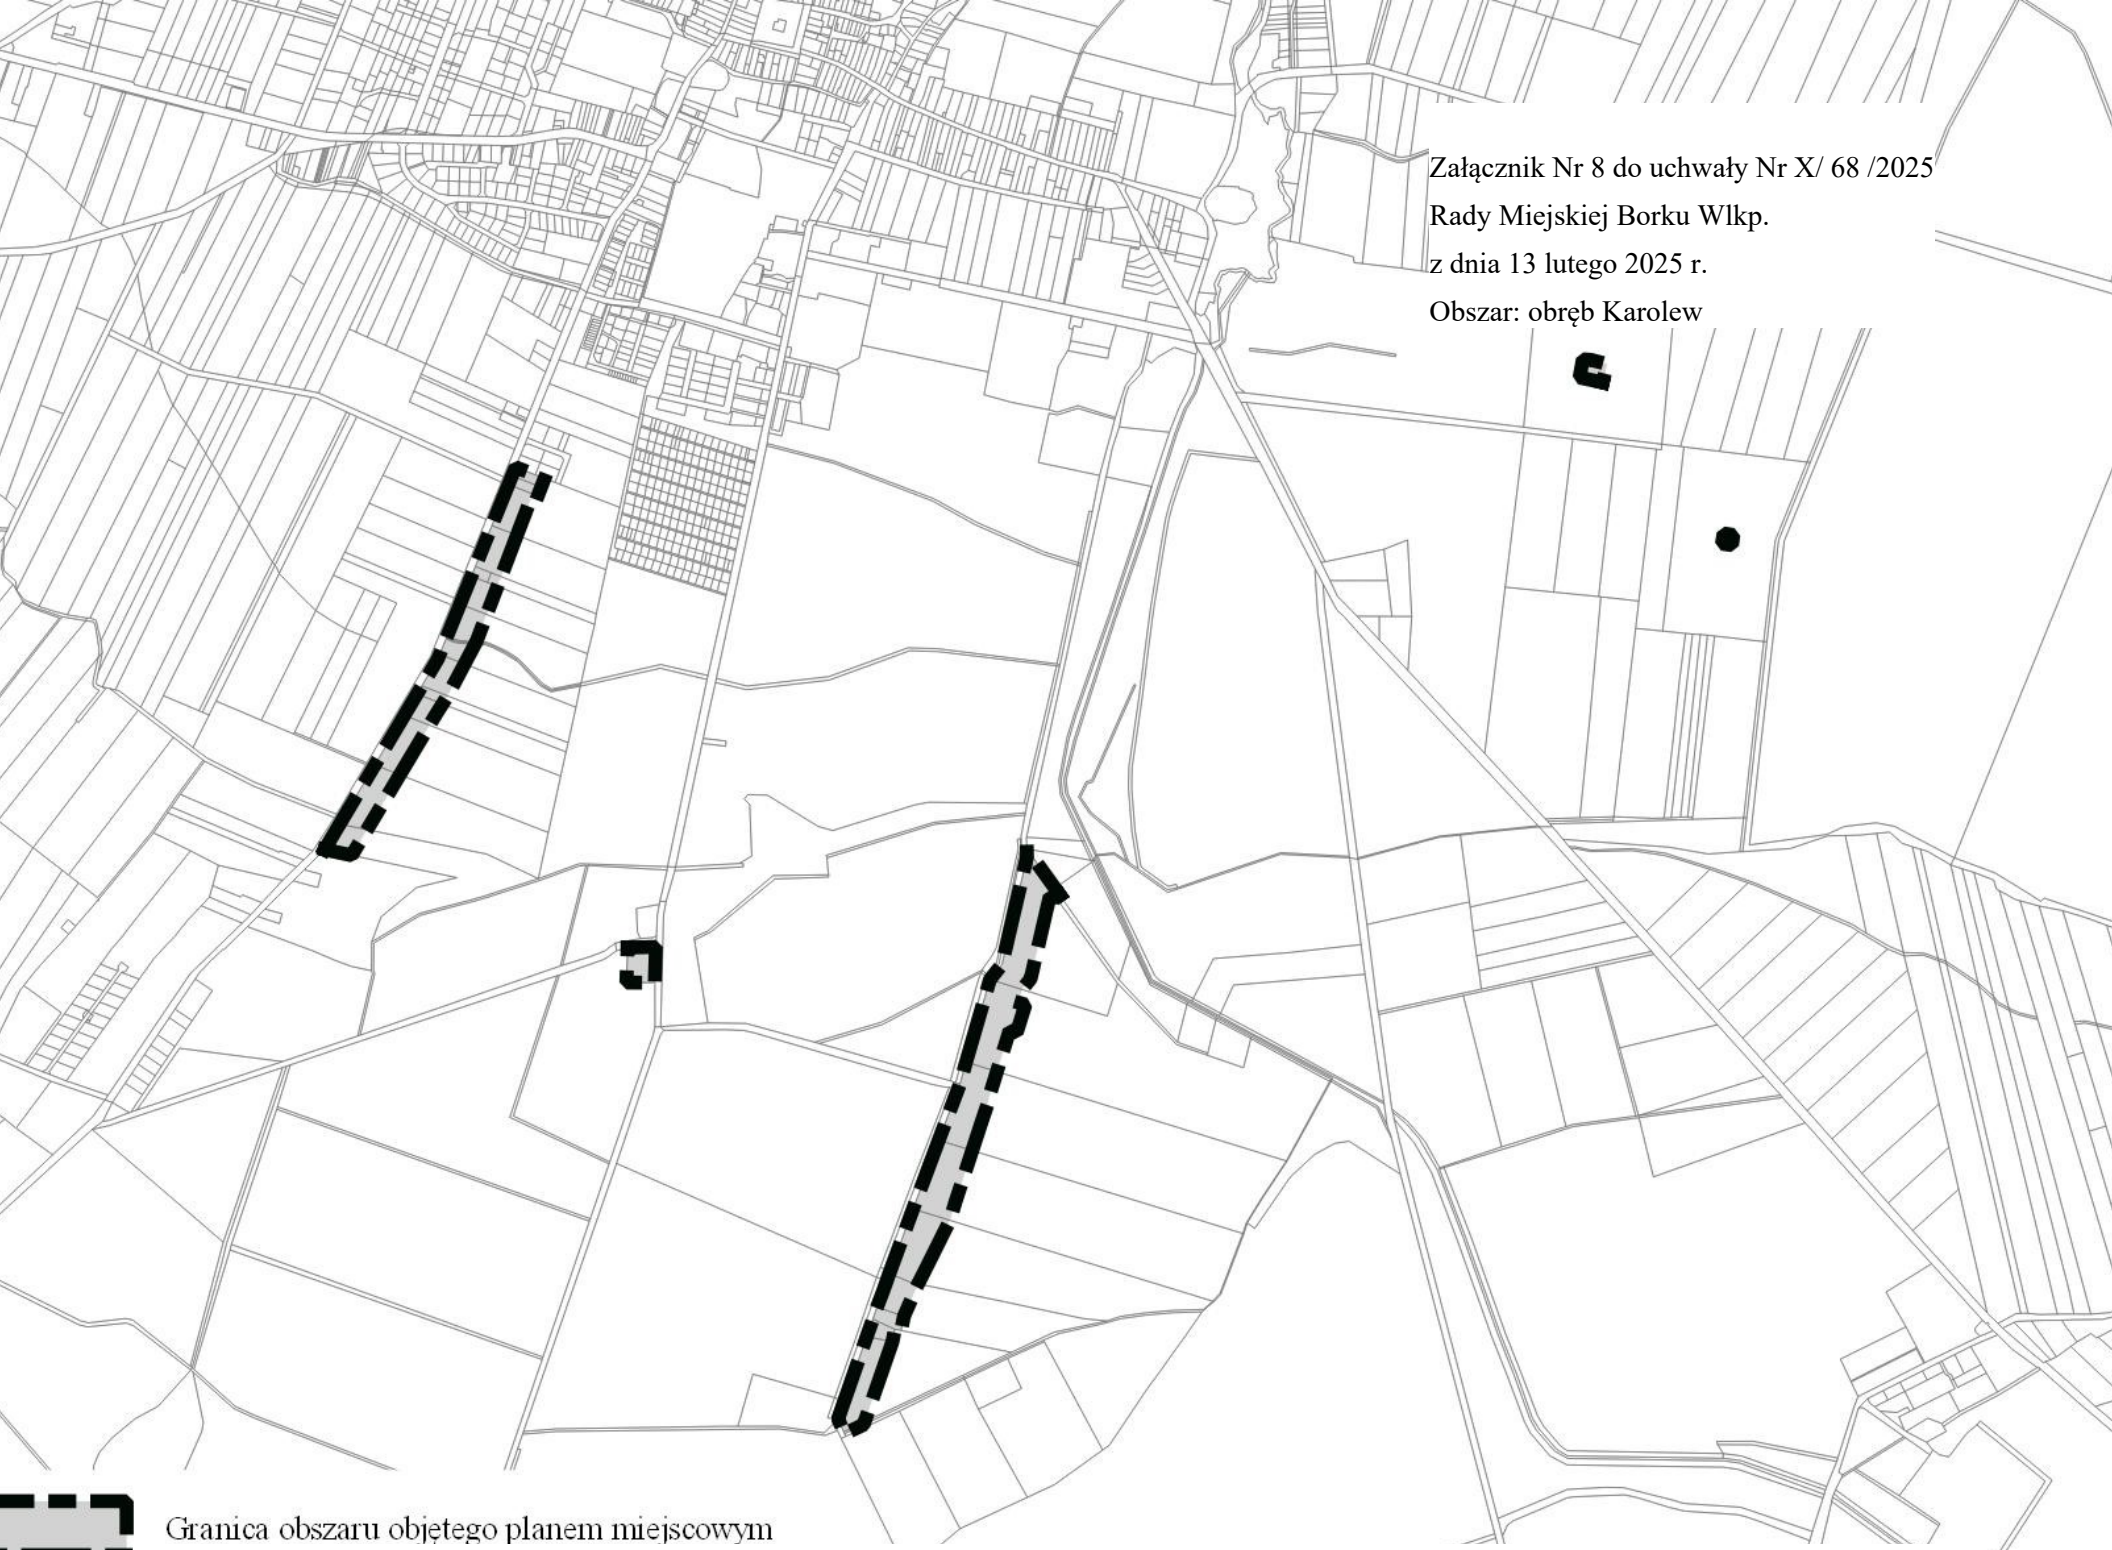 Załącznik Nr 8 do uchwały Nr X/ 68 /2025
Rady Miejskiej Borku Wlkp.
z dnia 13 lutego 2025 r.
Obszar: obręb Karolew
Granica obszaru objętego planem miejscowym